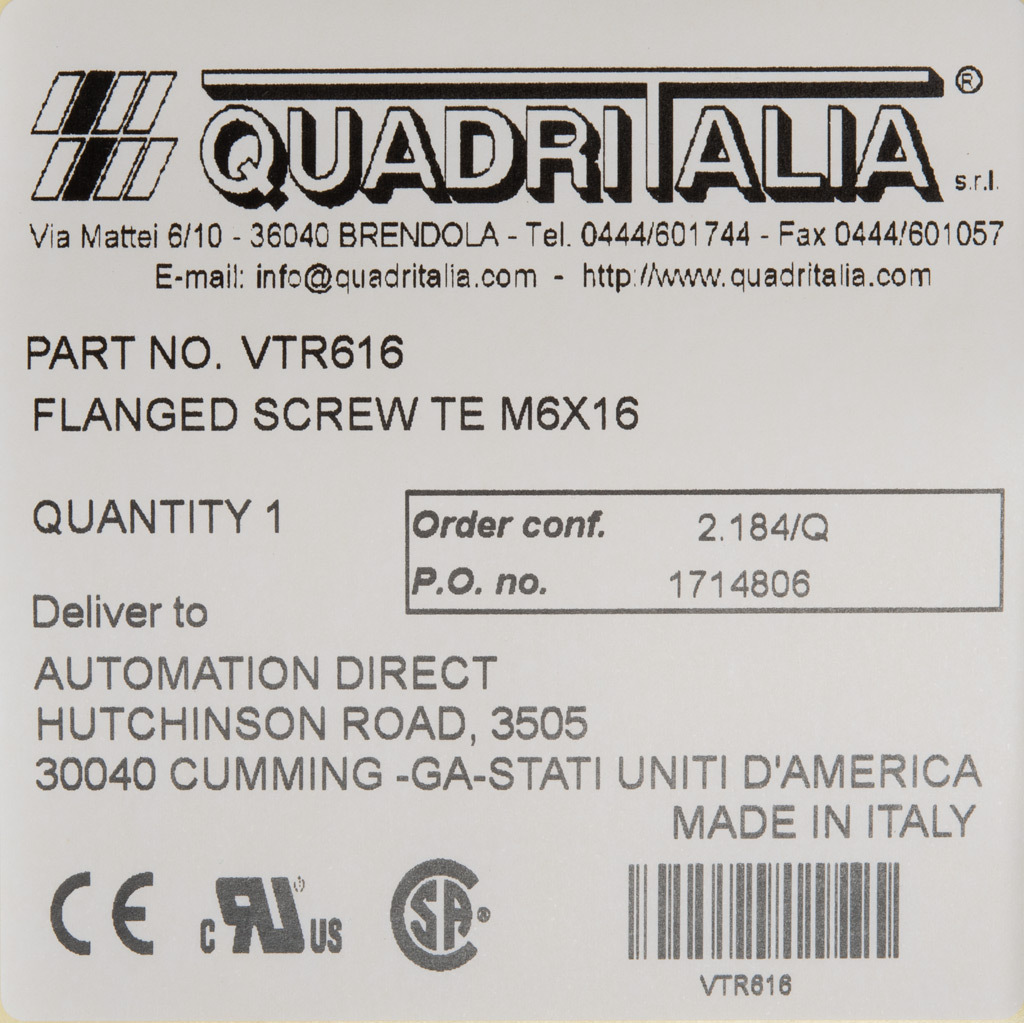 QUADRITALIA ® s.r.l.
Via Mattei 6/10 - 36040 BRENDOLA - Tel. 0444/601744 - Fax 0444/601057
E-mail: info@quadritalia.com - http://www.quadritalia.com
PART NO. VTR616
FLANGED SCREW TE M6X16
QUANTITY 1
Order conf. 2.184/Q
P.O. no. 1714806
Deliver to
AUTOMATION DIRECT
HUTCHINSON ROAD, 3505
30040 CUMMING -GA-STATI UNITI D'AMERICA
MADE IN ITALY
CE c RU US SA ®
VTR616